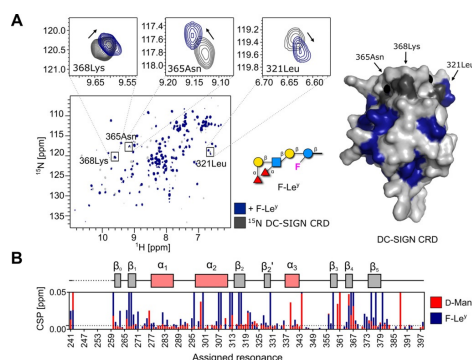 A
120.0
120.5
121.0
368Lys
9.65 9.55
117.4
117.6
117.8
118.0
365Asn
9.20 9.15 9.10
119.2
119.4
119.6
119.8
321Leu
6.70 6.65 6.60
110
115
120
125
130
135
365Asn
368Lys
321Leu
10 9 8 7
¹⁵N [ppm]
¹H [ppm]
β β
β
α α
F
F-Leʸ
+ F-Leʸ
¹⁵N DC-SIGN CRD
368Lys
365Asn
321Leu
DC-SIGN CRD
β₀ β₁ α₁ α₂ β₂ β₂' α₃ β₃ β₄ β₅
B
CSP [ppm]
0.05
0.00
D-Man
F-Leʸ
241 247 253 259 265 271 277 283 289 295 301 307 313 319 325 331 337 343 349 355 361 367 373 379 385 391 397
Assigned resonance